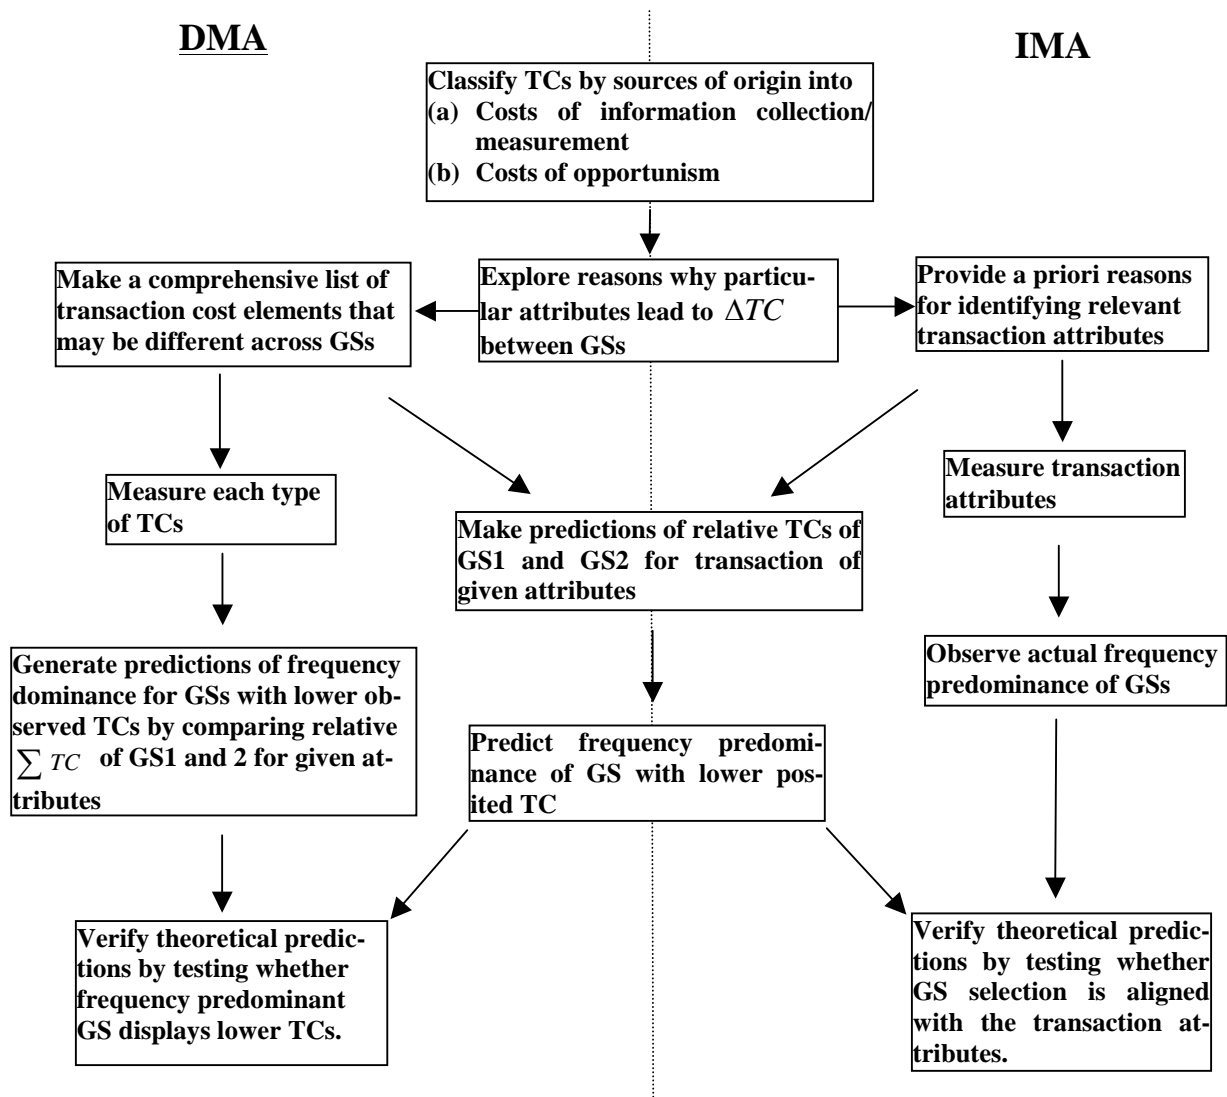 DMA
IMA
Classify TCs by sources of origin into
(a) Costs of information collection/
measurement
(b) Costs of opportunism
Make a comprehensive list of
transaction cost elements that
may be different across GSs
Explore reasons why particu-
lar attributes lead to ΔTC
between GSs
Provide a priori reasons
for identifying relevant
transaction attributes
Measure each type
of TCs
Make predictions of relative TCs of
GS1 and GS2 for transaction of
given attributes
Measure transaction
attributes
Generate predictions of frequency
dominance for GSs with lower ob-
served TCs by comparing relative
∑ TC of GS1 and 2 for given at-
tributes
Predict frequency predomi-
nance of GS with lower pos-
ited TC
Observe actual frequency
predominance of GSs
Verify theoretical predic-
tions by testing whether
frequency predominant
GS displays lower TCs.
Verify theoretical predic-
tions by testing whether
GS selection is aligned
with the transaction at-
tributes.